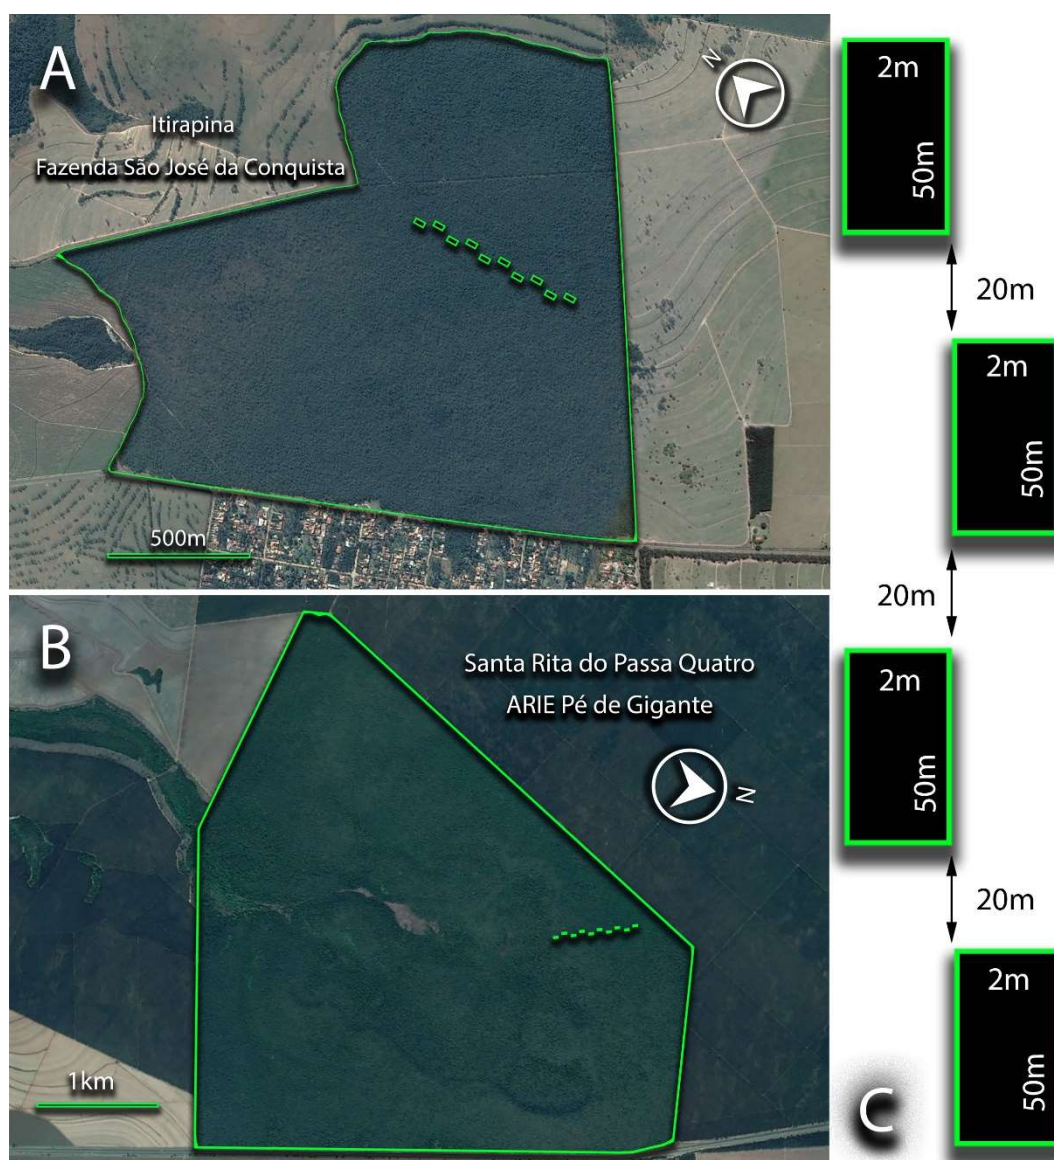 A
N
Itirapina
Fazenda São José da Conquista
500m
B
Santa Rita do Passa Quatro
ARIE Pé de Gigante
N
1km
2m
50m
20m
2m
50m
20m
2m
50m
20m
2m
50m
C